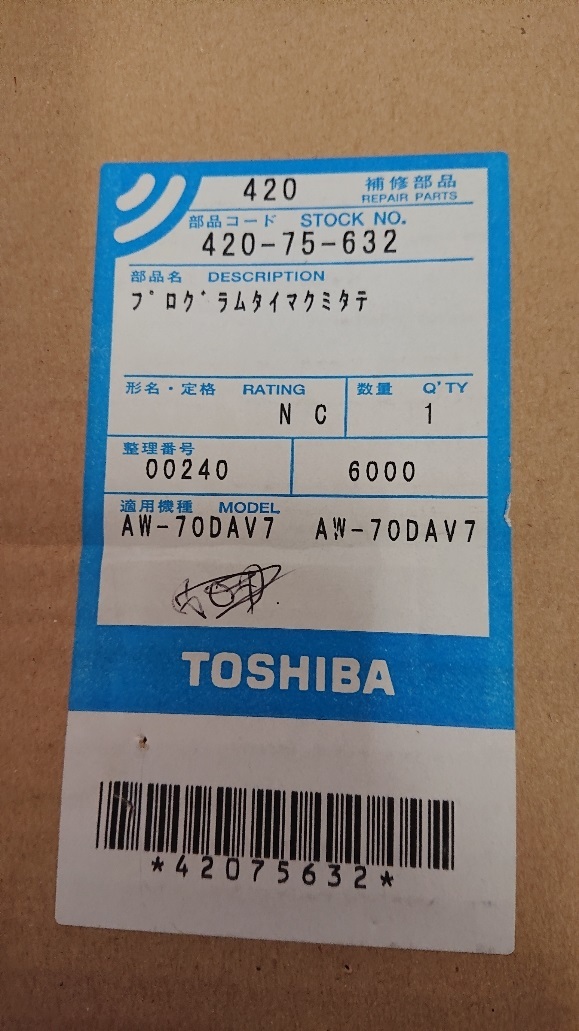 420 補修部品
REPAIR PARTS
部品コード STOCK NO.
420-75-632
部品名 DESCRIPTION
プログラムタイマクミタテ
形名・定格 RATING 数量 Q'TY
NC 1
整理番号
00240 6000
適用機種 MODEL
AW-70DAV7 AW-70DAV7
TOSHIBA
*42075632*